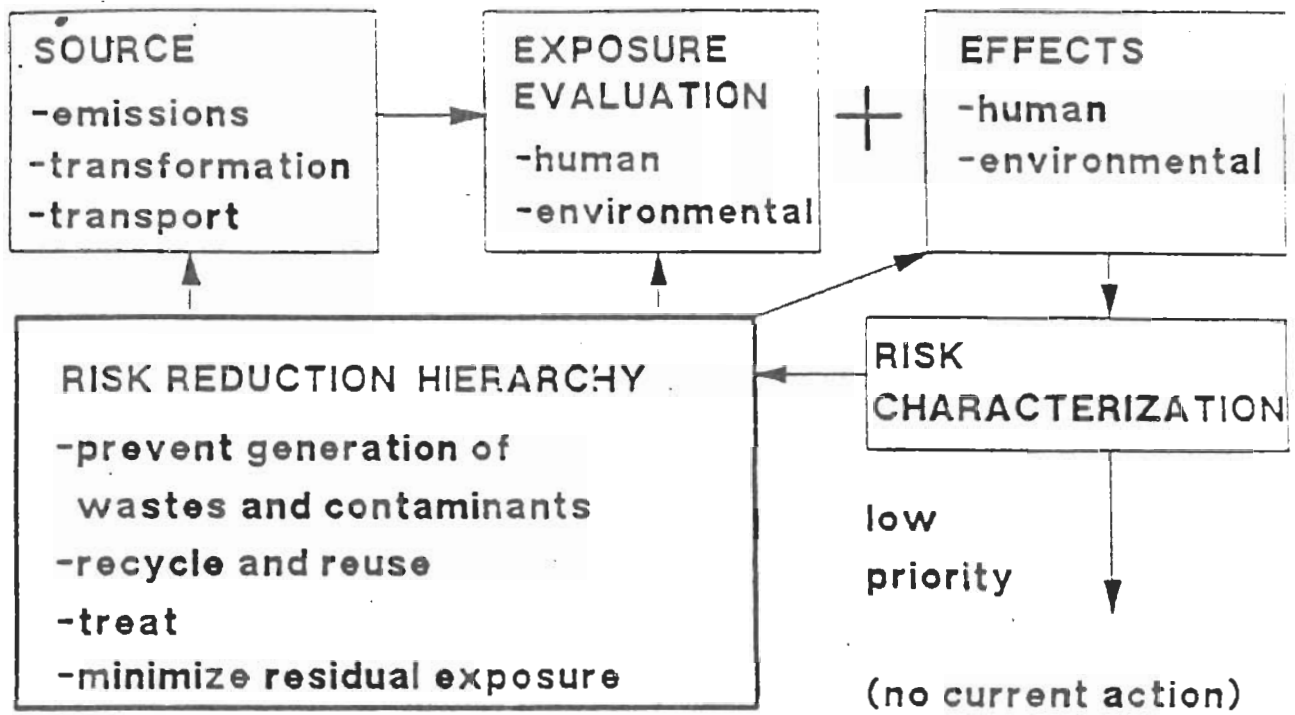 SOURCE
-emissions
-transformation
-transport
EXPOSURE
EVALUATION
-human
-environmental
+
EFFECTS
-human
-environmental
RISK REDUCTION HIERARCHY
-prevent generation of
wastes and contaminants
-recycle and reuse
-treat
-minimize residual exposure
RISK
CHARACTERIZATION
low
priority
(no current action)